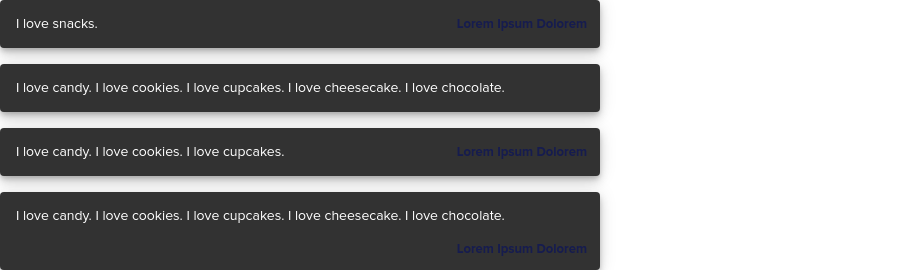 I love snacks. Lorem Ipsum Dolorem
I love candy. I love cookies. I love cupcakes. I love cheesecake. I love chocolate.
I love candy. I love cookies. I love cupcakes. Lorem Ipsum Dolorem
I love candy. I love cookies. I love cupcakes. I love cheesecake. I love chocolate.
Lorem Ipsum Dolorem